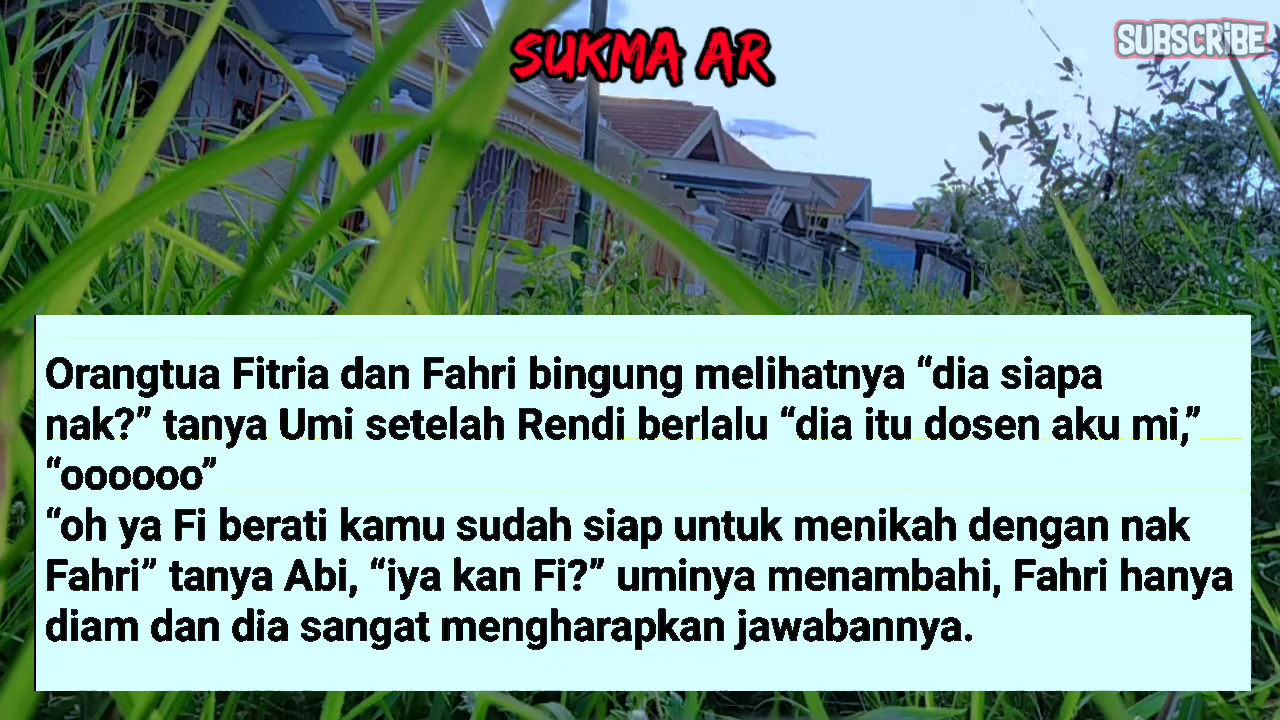 SUKMA AR
SUBSCRIBE
Orangtua Fitria dan Fahri bingung melihatnya “dia siapa
nak?” tanya Umi setelah Rendi berlalu “dia itu dosen aku mi,”
“oooooo”
“oh ya Fi berati kamu sudah siap untuk menikah dengan nak
Fahri” tanya Abi, “iya kan Fi?” uminya menambahi, Fahri hanya
diam dan dia sangat mengharapkan jawabannya.